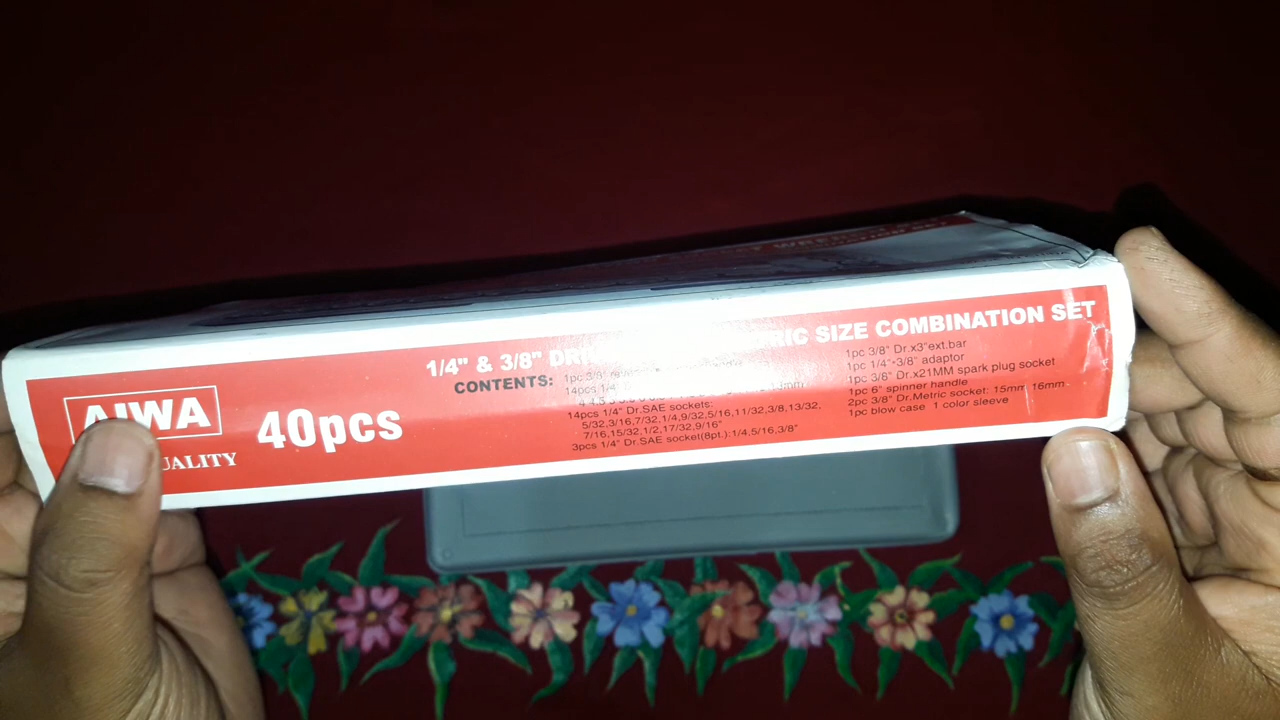 AIWA
40pcs
1/4" & 3/8" SIZE COMBINATION SET
CONTENTS:
14pcs 1/4"
14pcs 1/4" Dr.SAE sockets:
5/32,3/16,7/32,1/4,9/32,5/16,11/32,3/8,13/32,
7/16,15/32,1/2,17/32,9/16"
3pcs 1/4" Dr.SAE socket(8pt.):1/4,5/16,3/8"
1pc 3/8" Dr.x3"ext.bar
1pc 1/4"-3/8" adaptor
1pc 3/8" Dr.x21MM spark plug socket
1pc 6" spinner handle
2pc 3/8" Dr.Metric socket: 15mm 16mm
1pc blow case 1 color sleeve